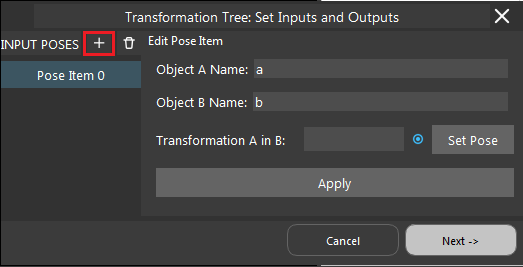 Transformation Tree: Set Inputs and Outputs
INPUT POSES
Edit Pose Item
Pose Item 0
Object A Name: a
Object B Name: b
Transformation A in B:
Set Pose
Apply
Cancel
Next ->